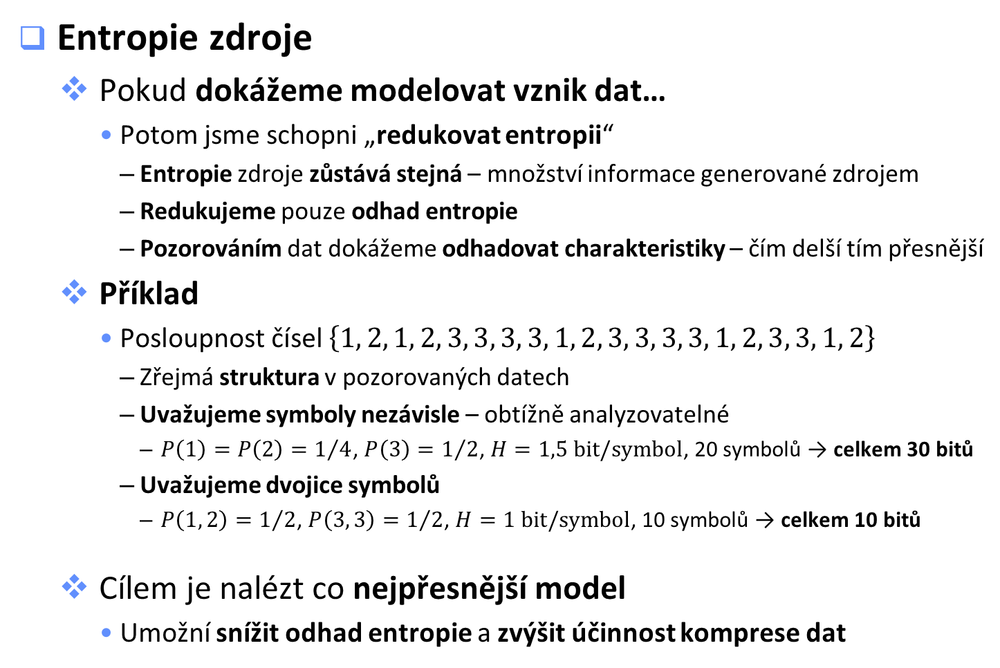 Entropie zdroje
Pokud dokážeme modelovat vznik dat…
• Potom jsme schopni „redukovat entropii“
– Entropie zdroje zůstává stejná – množství informace generované zdrojem
– Redukujeme pouze odhad entropie
– Pozorováním dat dokážeme odhadovat charakteristiky – čím delší tím přesnější
Příklad
• Posloupnost čísel {1, 2, 1, 2, 3, 3, 3, 3, 1, 2, 3, 3, 3, 3, 1, 2, 3, 3, 1, 2}
– Zřejmá struktura v pozorovaných datech
– Uvažujeme symboly nezávisle – obtížně analyzovatelné
– P(1) = P(2) = 1/4, P(3) = 1/2, H = 1,5 bit/symbol, 20 symbolů → celkem 30 bitů
– Uvažujeme dvojice symbolů
– P(1, 2) = 1/2, P(3, 3) = 1/2, H = 1 bit/symbol, 10 symbolů → celkem 10 bitů
Cílem je nalézt co nejpřesnější model
• Umožní snížit odhad entropie a zvýšit účinnost komprese dat